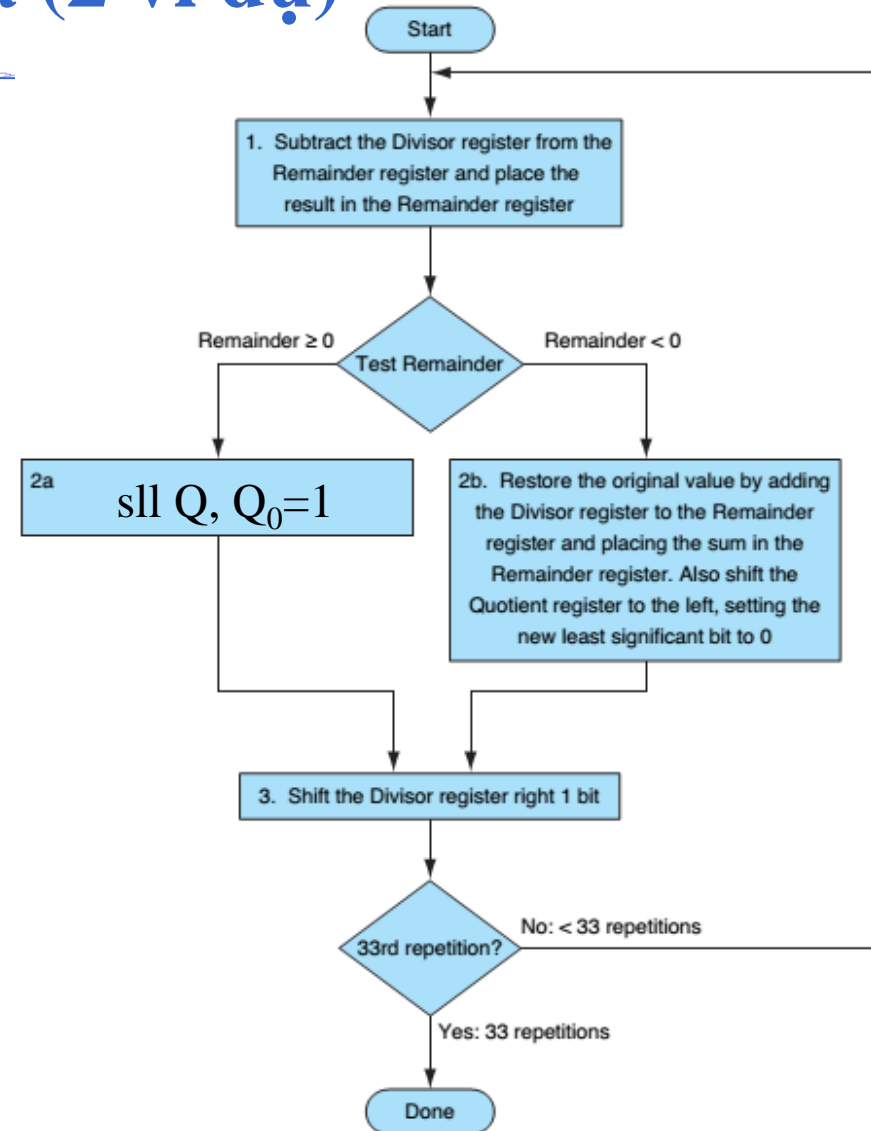 (2 ví dụ)
Start
1. Subtract the Divisor register from the
Remainder register and place the
result in the Remainder register
Remainder ≥ 0
Remainder < 0
Test Remainder
2a
sll Q, Q₀=1
2b. Restore the original value by adding
the Divisor register to the Remainder
register and placing the sum in the
Remainder register. Also shift the
Quotient register to the left, setting the
new least significant bit to 0
3. Shift the Divisor register right 1 bit
No: < 33 repetitions
33rd repetition?
Yes: 33 repetitions
Done